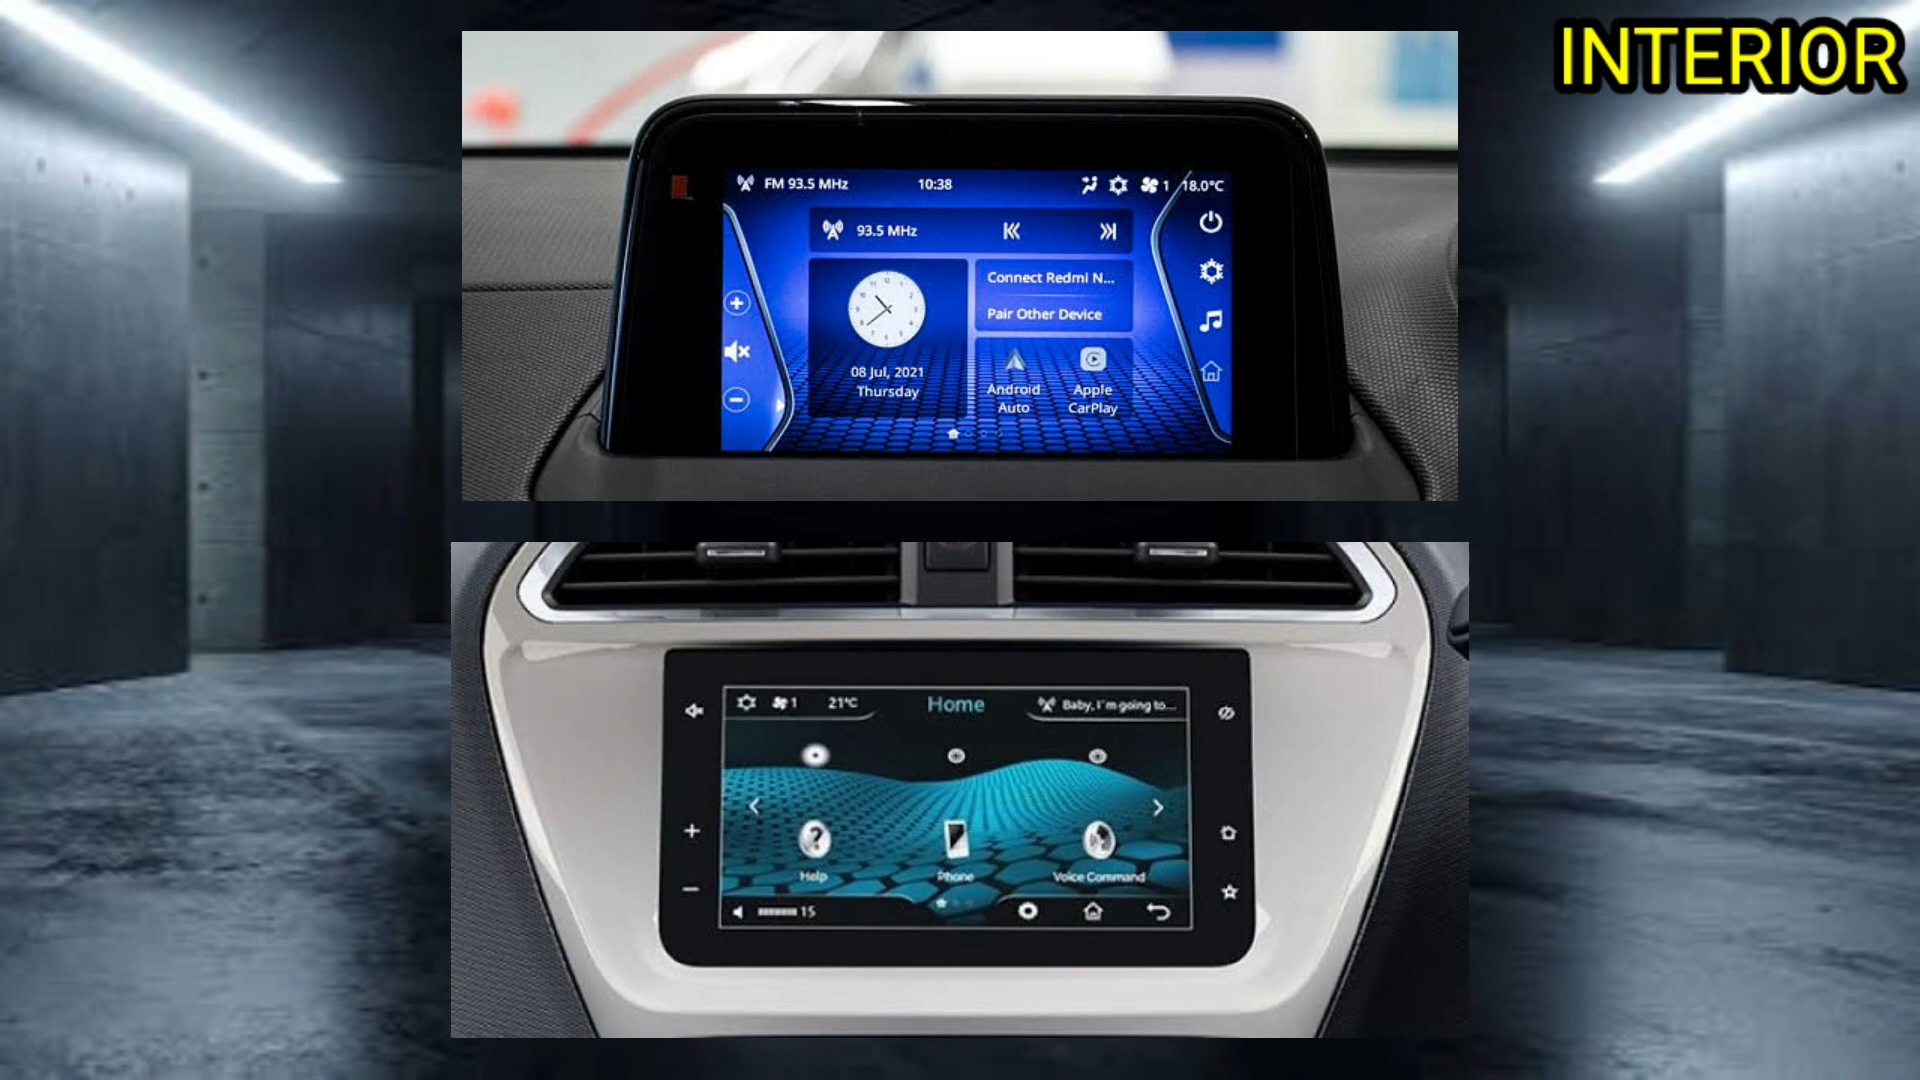 INTERIOR
FM 93.5 MHz 10:38 1 18.0°C
93.5 MHz
Connect Redmi N...
Pair Other Device
08 Jul, 2021
Thursday
Android
Auto
Apple
CarPlay
1 21°C Home Baby, I'm going to...
Help Phone Voice Command
15